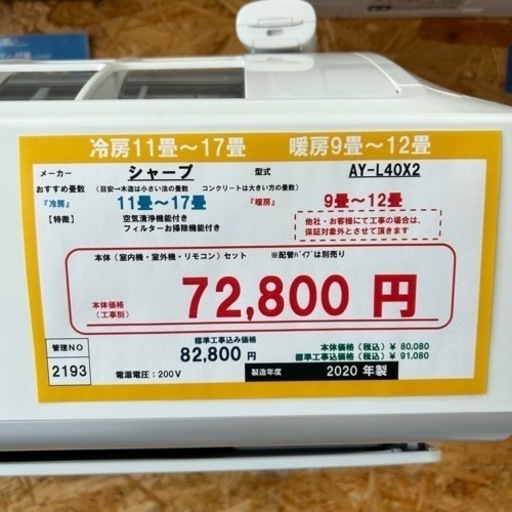 冷房11畳〜17畳 暖房9畳〜12畳
メーカー シャープ 型式 AY-L40X2
おすすめ畳数 (目安→木造は小さい法の畳数 コンクリートは大きい方の畳数)
『冷房』 11畳〜17畳 『暖房』 9畳〜12畳
【特徴】 空気清浄機能付き
フィルターお掃除機能付き
他社・お客様にて工事の場合は、
保証対象外とさせて頂きます
本体(室内機・室外機・リモコン)セット ※配管ﾊﾟｲﾌﾟは別売り
本体価格
(工事別)
72,800 円
標準工事込み価格
82,800 円
本体価格(税込)¥ 80,080
標準工事価格(税込)¥ 91,080
管理NO
2193
電源電圧:200V
製造年度 2020 年製